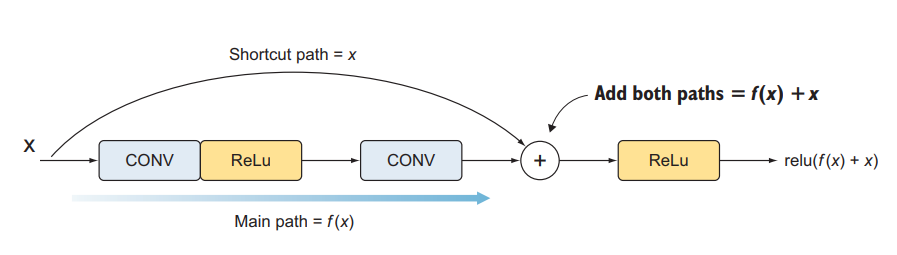 Shortcut path = x
Add both paths = f(x) + x
X
CONV
ReLu
CONV
+
ReLu
relu(f(x) + x)
Main path = f(x)